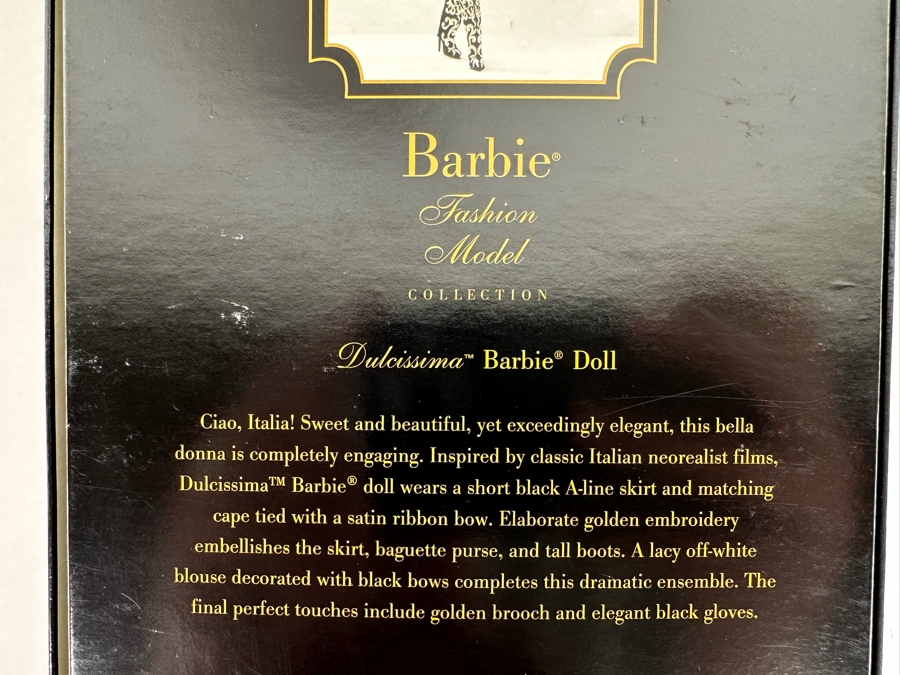 Barbie®
Fashion
Model
COLLECTION
Dulcissima™ Barbie® Doll
Ciao, Italia! Sweet and beautiful, yet exceedingly elegant, this bella
donna is completely engaging. Inspired by classic Italian neorealist films,
Dulcissima™ Barbie® doll wears a short black A-line skirt and matching
cape tied with a satin ribbon bow. Elaborate golden embroidery
embellishes the skirt, baguette purse, and tall boots. A lacy off-white
blouse decorated with black bows completes this dramatic ensemble. The
final perfect touches include golden brooch and elegant black gloves.